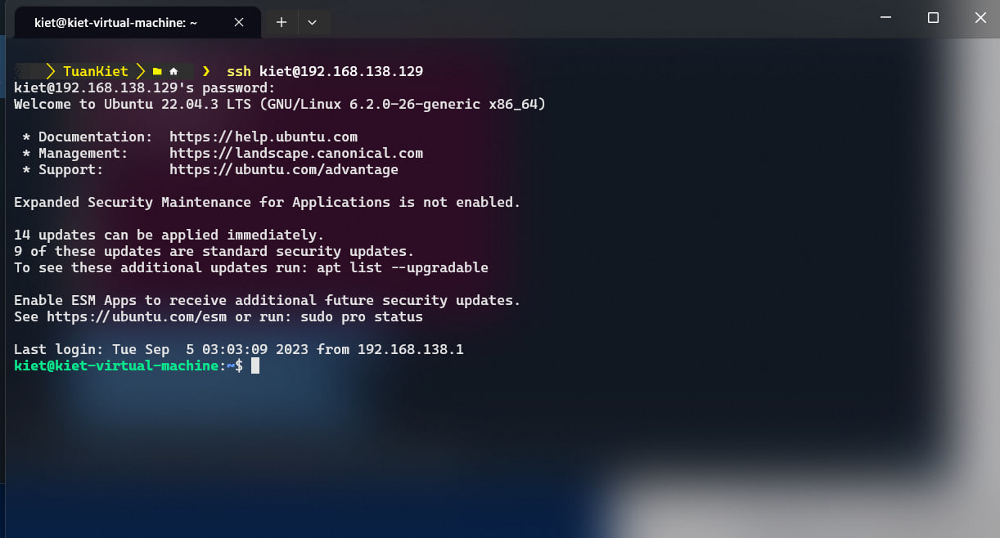 kiet@kiet-virtual-machine: ~
TuanKiet ssh kiet@192.168.138.129
kiet@192.168.138.129's password:
Welcome to Ubuntu 22.04.3 LTS (GNU/Linux 6.2.0-26-generic x86_64)
* Documentation: https://help.ubuntu.com
* Management: https://landscape.canonical.com
* Support: https://ubuntu.com/advantage
Expanded Security Maintenance for Applications is not enabled.
14 updates can be applied immediately.
9 of these updates are standard security updates.
To see these additional updates run: apt list --upgradable
Enable ESM Apps to receive additional future security updates.
See https://ubuntu.com/esm or run: sudo pro status
Last login: Tue Sep  5 03:03:09 2023 from 192.168.138.1
kiet@kiet-virtual-machine:~$